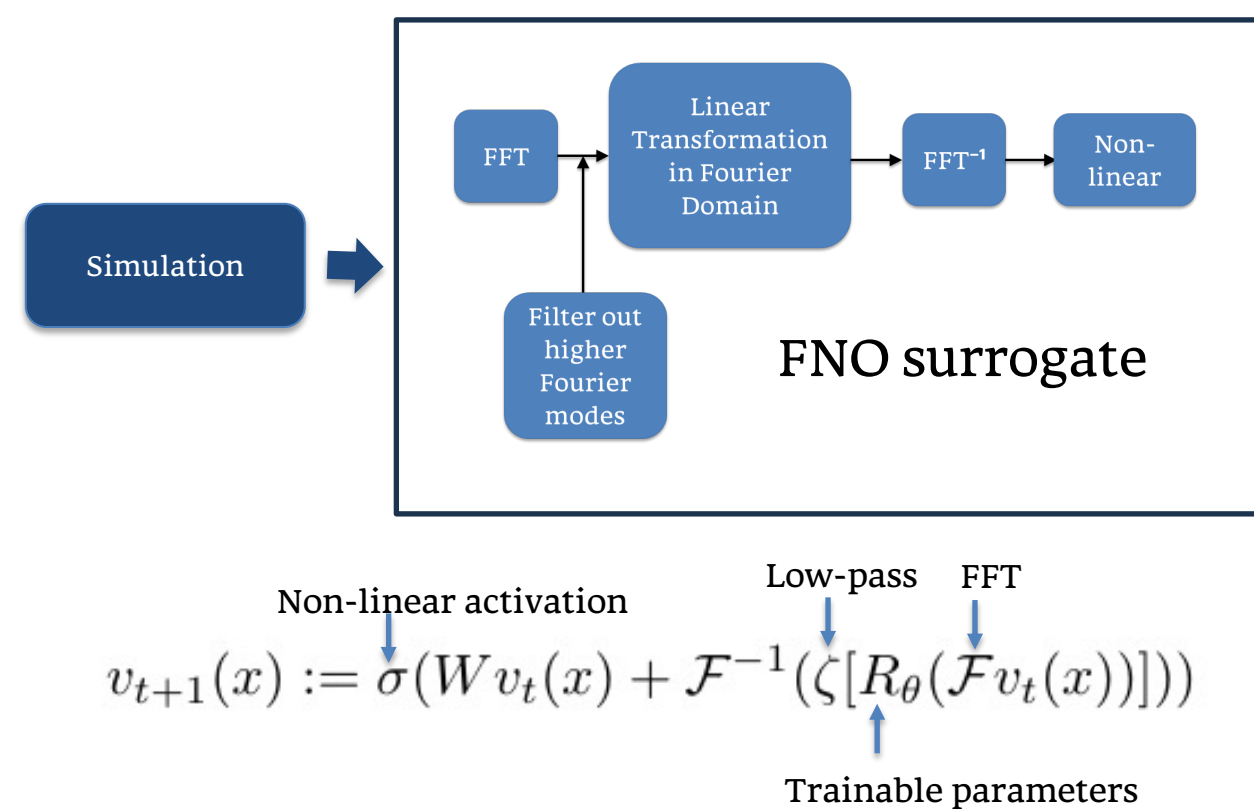 Simulation
FFT
Linear
Transformation
in Fourier
Domain
FFT⁻¹
Non-
linear
Filter out
higher
Fourier
modes
FNO surrogate
Low-pass
FFT
Non-linear activation
v_{t+1}(x) := σ(W v_t(x) + ℱ⁻¹(ζ[R_θ(ℱ v_t(x))]))
Trainable parameters